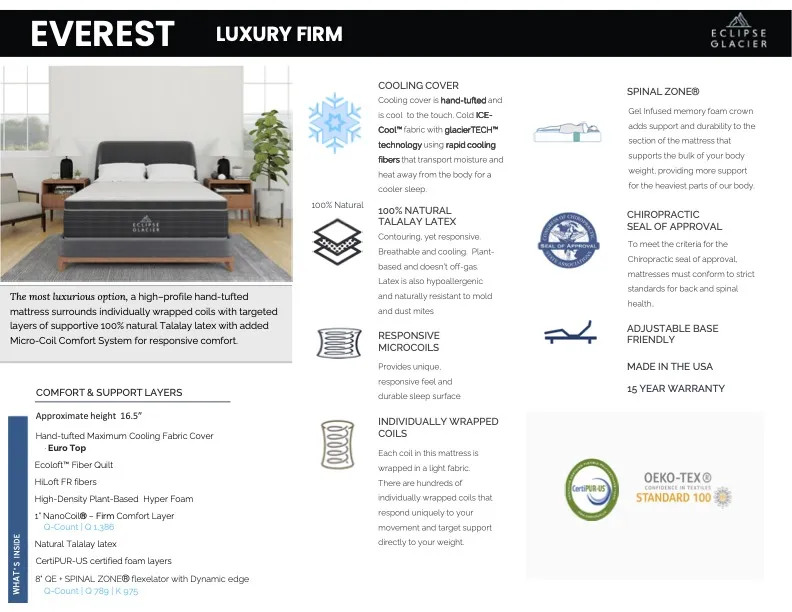 EVEREST LUXURY FIRM
ECLIPSE
GLACIER
ECLIPSE
GLACIER
The most luxurious option, a high–profile hand-tufted
mattress surrounds individually wrapped coils with targeted
layers of supportive 100% natural Talalay latex with added
Micro-Coil Comfort System for responsive comfort.
COMFORT & SUPPORT LAYERS
Approximate height 16.5″
Hand-tufted Maximum Cooling Fabric Cover
· Euro Top
Ecoloft™ Fiber Quilt
HiLoft FR fibers
High-Density Plant-Based Hyper Foam
1" NanoCoil® – Firm Comfort Layer
Q-Count | Q 1,388
Natural Talalay latex
CertiPUR-US certified foam layers
8" QE + SPINAL ZONE® flexelator with Dynamic edge
Q-Count | Q 789 | K 975
WHAT'S INSIDE
COOLING COVER
Cooling cover is hand-tufted and
is cool to the touch. Cold ICE-
Cool™ fabric with glacierTECH™
technology using rapid cooling
fibers that transport moisture and
heat away from the body for a
cooler sleep.
100% Natural
100% NATURAL
TALALAY LATEX
Contouring, yet responsive.
Breathable and cooling. Plant-
based and doesn't off-gas.
Latex is also hypoallergenic
and naturally resistant to mold
and dust mites
RESPONSIVE
MICROCOILS
Provides unique,
responsive feel and
durable sleep surface
INDIVIDUALLY WRAPPED
COILS
Each coil in this mattress is
wrapped in a light fabric.
There are hundreds of
individually wrapped coils that
respond uniquely to your
movement and target support
directly to your weight.
SPINAL ZONE®
Gel Infused memory foam crown
adds support and durability to the
section of the mattress that
supports the bulk of your body
weight, providing more support
for the heaviest parts of our body.
SEAL OF APPROVAL
CHIROPRACTIC
SEAL OF APPROVAL
To meet the criteria for the
Chiropractic seal of approval,
mattresses must conform to strict
standards for back and spinal
health.
ADJUSTABLE BASE
FRIENDLY
MADE IN THE USA
15 YEAR WARRANTY
CertiPUR-US
OEKO-TEX®
CONFIDENCE IN TEXTILES
STANDARD 100